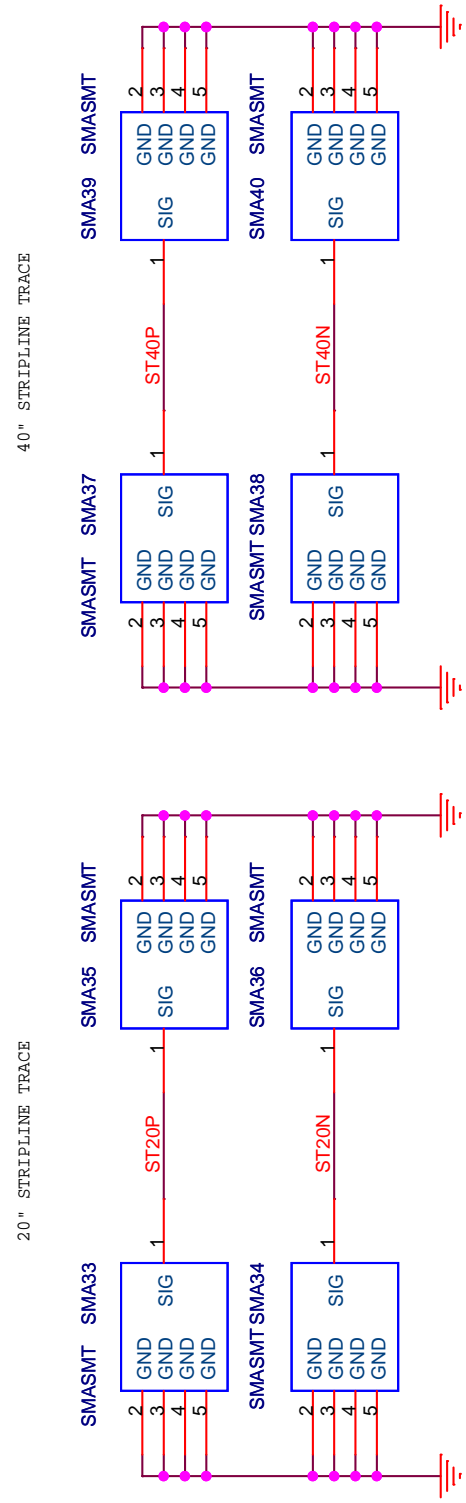 20" STRIPLINE TRACE
SMASMT SMA33
2 GND
3 GND
4 GND
5 GND
SIG 1
ST20P
SMA35 SMASMT
1 SIG
GND 2
GND 3
GND 4
GND 5
SMASMT SMA34
2 GND
3 GND
4 GND
5 GND
SIG 1
ST20N
SMA36 SMASMT
1 SIG
GND 2
GND 3
GND 4
GND 5
40" STRIPLINE TRACE
SMASMT SMA37
2 GND
3 GND
4 GND
5 GND
SIG 1
ST40P
SMA39 SMASMT
1 SIG
GND 2
GND 3
GND 4
GND 5
SMASMT SMA38
2 GND
3 GND
4 GND
5 GND
SIG 1
ST40N
SMA40 SMASMT
1 SIG
GND 2
GND 3
GND 4
GND 5